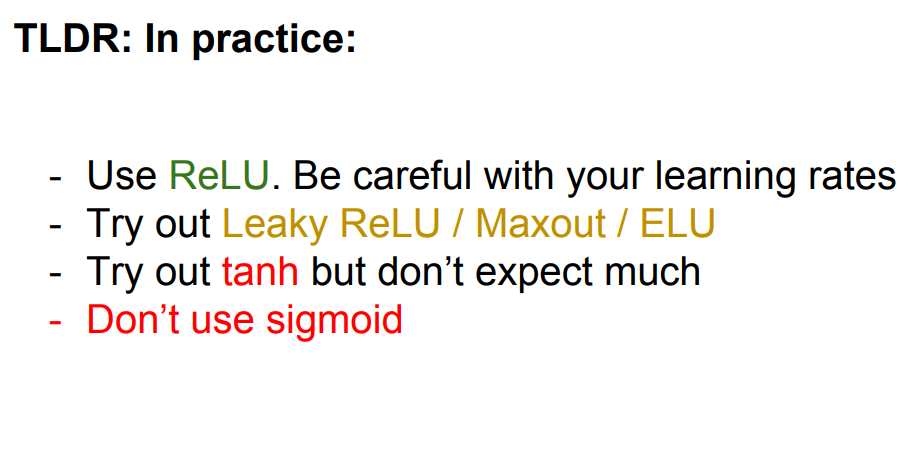 TLDR: In practice:
- Use ReLU. Be careful with your learning rates
- Try out Leaky ReLU / Maxout / ELU
- Try out tanh but don’t expect much
- Don’t use sigmoid